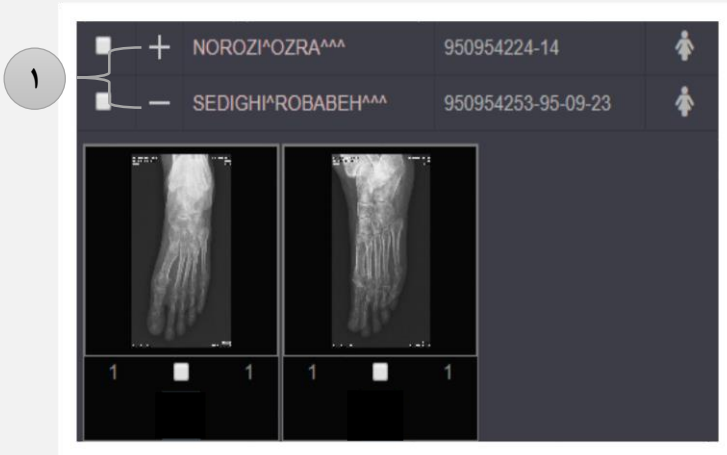 ۱
+ NOROZI^OZRA^^^ 950954224-14
− SEDIGHI^ROBABEH^^^ 950954253-95-09-23
1 1 1 1